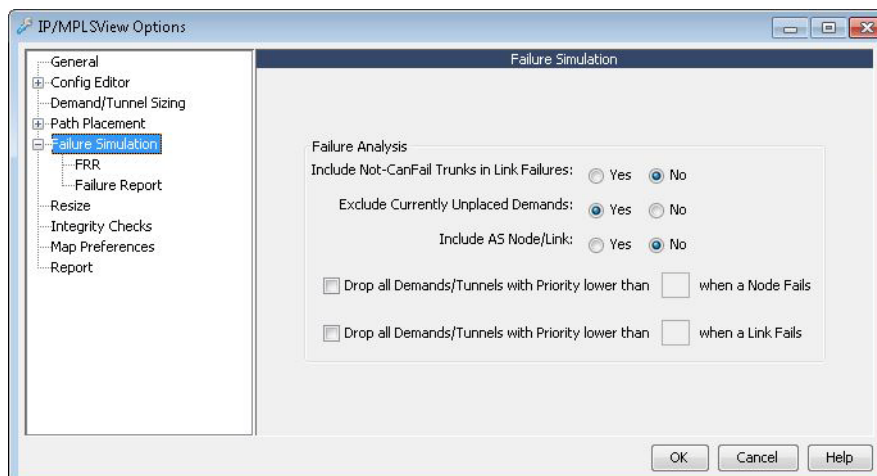 IP/MPLSView Options
General
Config Editor
Demand/Tunnel Sizing
Path Placement
Failure Simulation
FRR
Failure Report
Resize
Integrity Checks
Map Preferences
Report
Failure Simulation
Failure Analysis
Include Not-CanFail Trunks in Link Failures: Yes No
Exclude Currently Unplaced Demands: Yes No
Include AS Node/Link: Yes No
Drop all Demands/Tunnels with Priority lower than when a Node Fails
Drop all Demands/Tunnels with Priority lower than when a Link Fails
OK Cancel Help